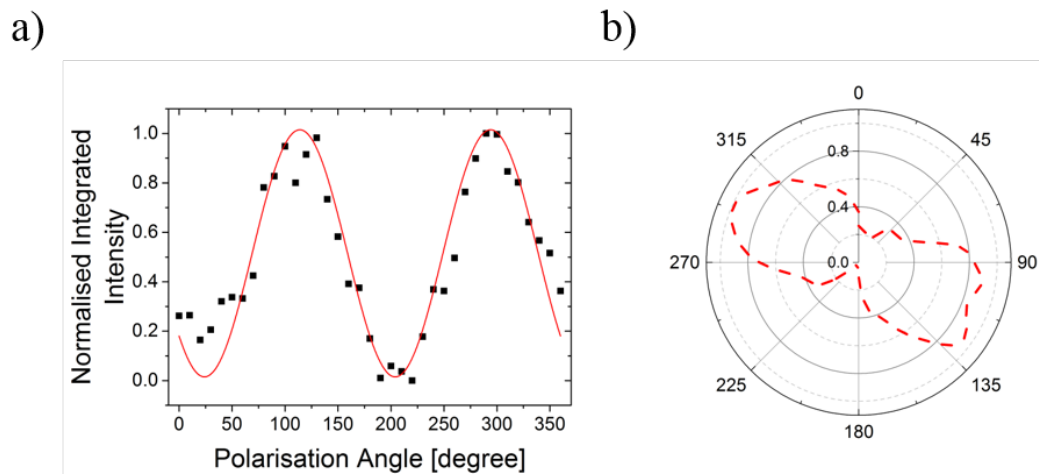 a)
b)
Normalised Integrated
Intensity
1.0
0.8
0.6
0.4
0.2
0.0
0 50 100 150 200 250 300 350
Polarisation Angle [degree]
0
315 45
0.8
0.4
270 0.0 90
225 135
180